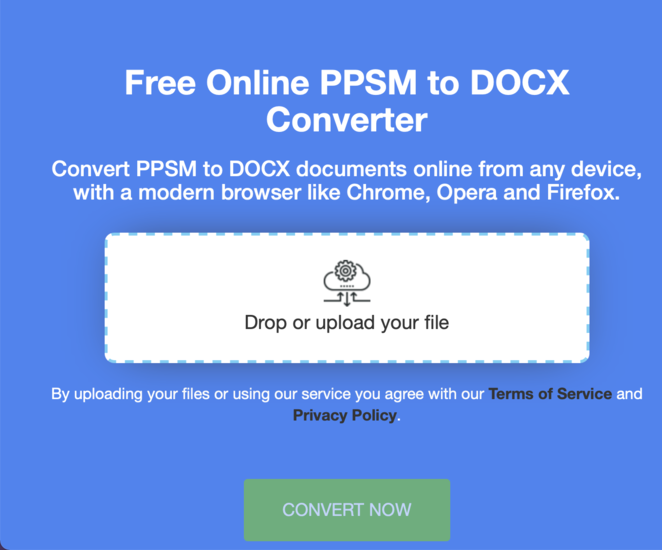 Free Online PPSM to DOCX
Converter
Convert PPSM to DOCX documents online from any device,
with a modern browser like Chrome, Opera and Firefox.
Drop or upload your file
By uploading your files or using our service you agree with our Terms of Service and
Privacy Policy.
CONVERT NOW